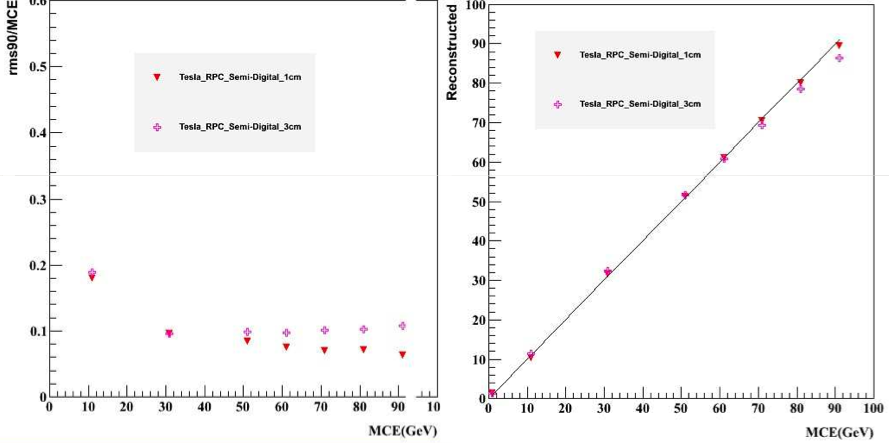 rms90/MCE
0.6
0.5
0.4
0.3
0.2
0.1
0
Tesla_RPC_Semi-Digital_1cm
Tesla_RPC_Semi-Digital_3cm
0 10 20 30 40 50 60 70 80 90 100
MCE(GeV)
Reconstructed
100
90
80
70
60
50
40
30
20
10
0
Tesla_RPC_Semi-Digital_1cm
Tesla_RPC_Semi-Digital_3cm
0 10 20 30 40 50 60 70 80 90 100
MCE(GeV)